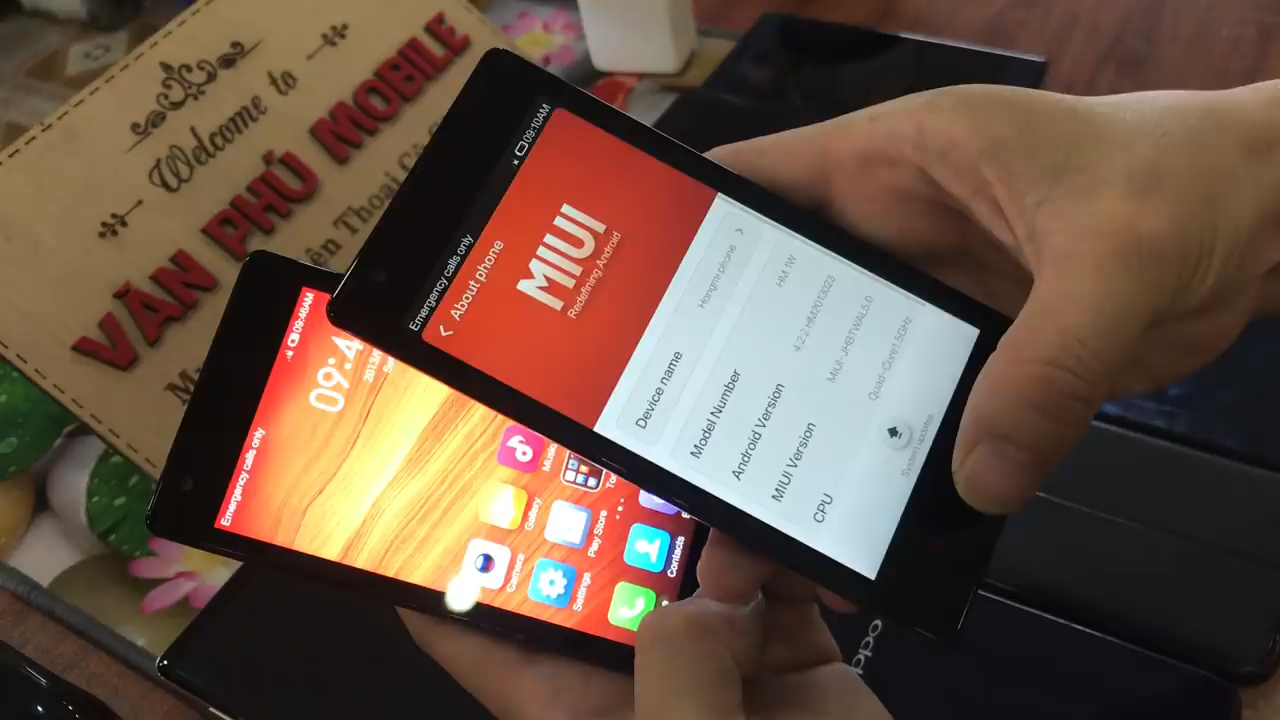 Welcome to
VĂN PHÚ MOBILE
Thoại
Emergency calls only
09:10AM
About phone
MIUI
Redefining Android
Device name
Hongmi phone
Model Number
HM 1W
Android Version
4.2.2 HM2013023
MIUI Version
MIUI-JHBTWAL5.0
CPU
Quad-Core1.5GHz
System updates
Emergency calls only
09:46AM
09:4
Music
Gallery
Play Store
Camera
Settings
Contacts
oppo